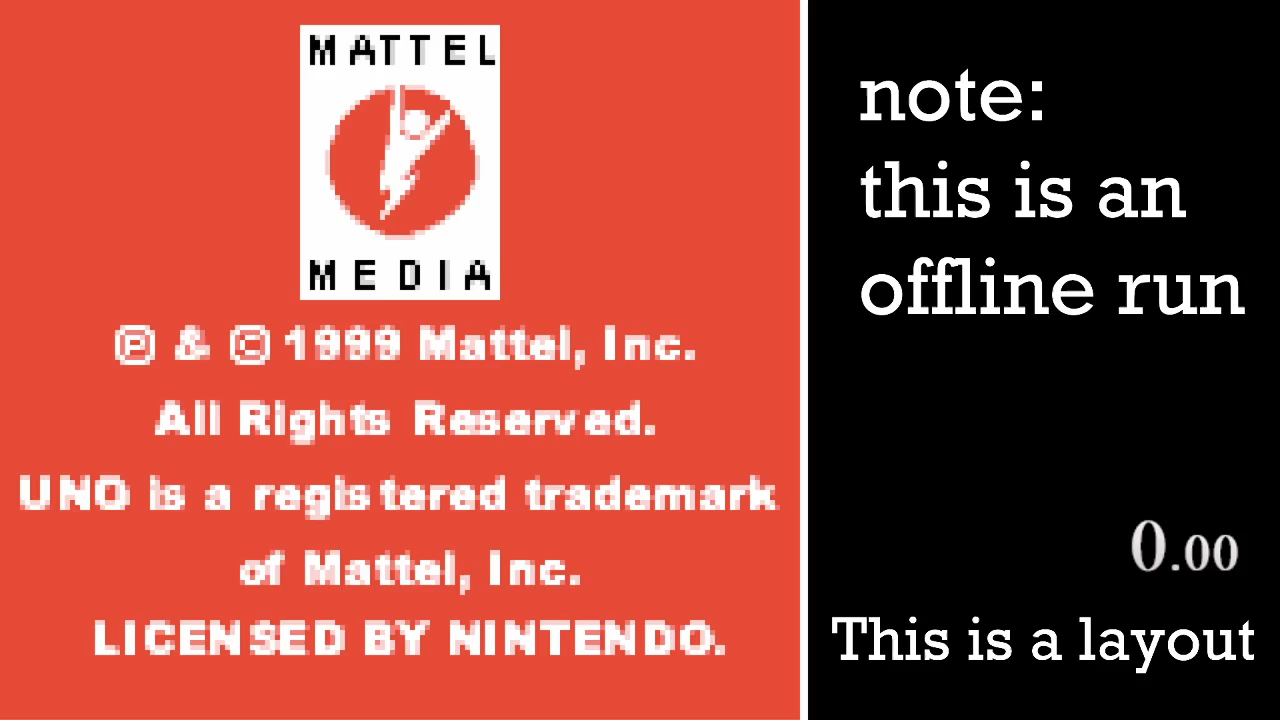 MATTEL
MEDIA
℗ & © 1999 Mattel, Inc.
All Rights Reserved.
UNO is a registered trademark
of Mattel, Inc.
LICENSED BY NINTENDO.
note:
this is an
offline run
0.00
This is a layout